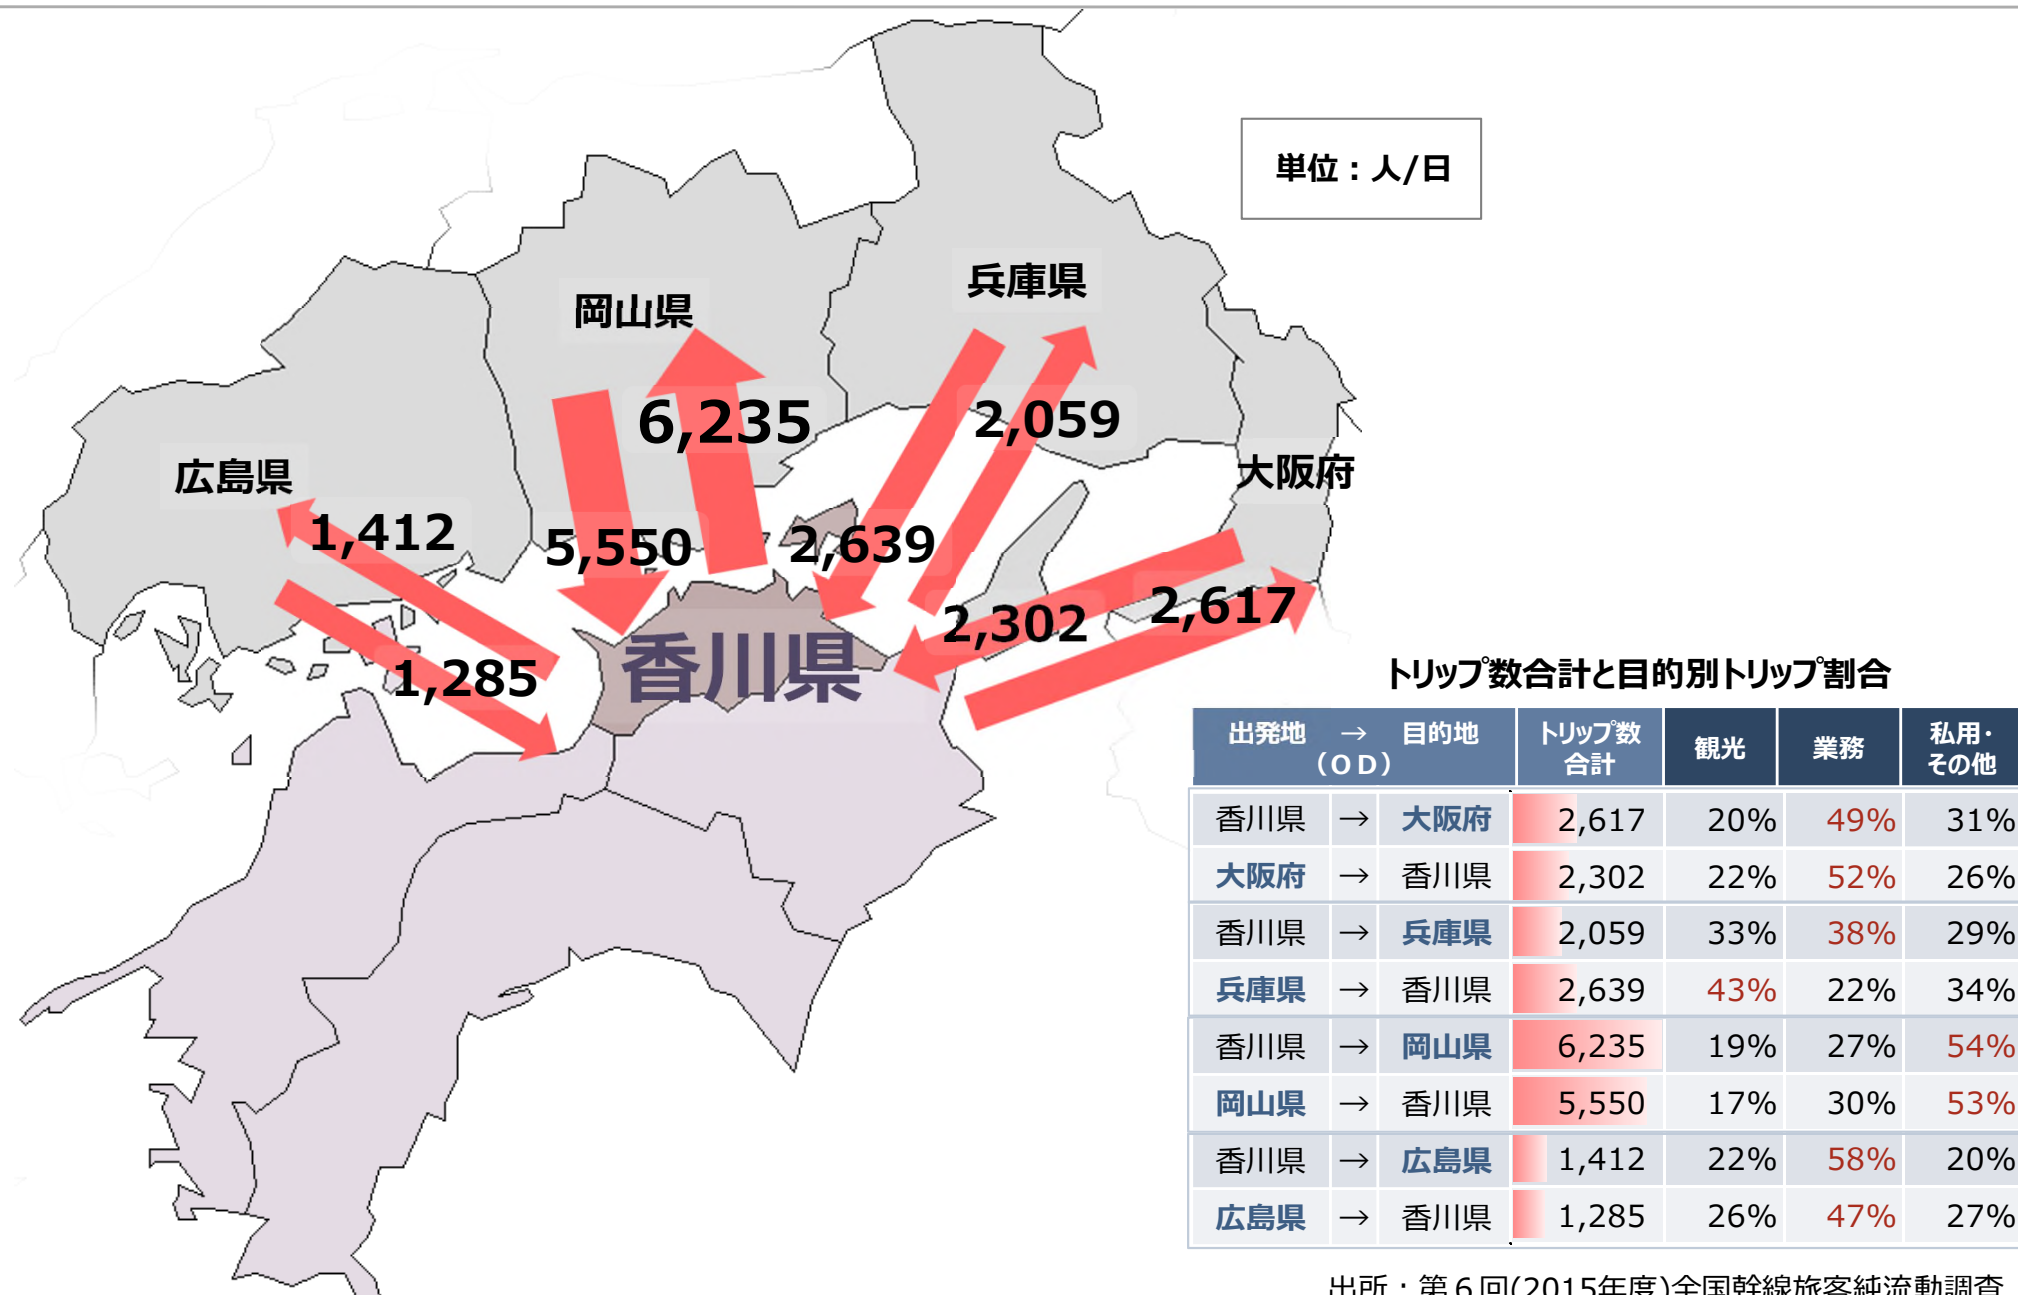 単位：人/日
兵庫県
岡山県
6,235
2,059
広島県
大阪府
1,412
5,550
2,639
2,302
2,617
香川県
1,285
トリップ数合計と目的別トリップ割合
出発地 → 目的地 （OD） トリップ数 合計 観光 業務 私用・ その他
香川県 → 大阪府 2,617 20% 49% 31%
大阪府 → 香川県 2,302 22% 52% 26%
香川県 → 兵庫県 2,059 33% 38% 29%
兵庫県 → 香川県 2,639 43% 22% 34%
香川県 → 岡山県 6,235 19% 27% 54%
岡山県 → 香川県 5,550 17% 30% 53%
香川県 → 広島県 1,412 22% 58% 20%
広島県 → 香川県 1,285 26% 47% 27%
出所：第６回(2015年度)全国幹線旅客純流動調査